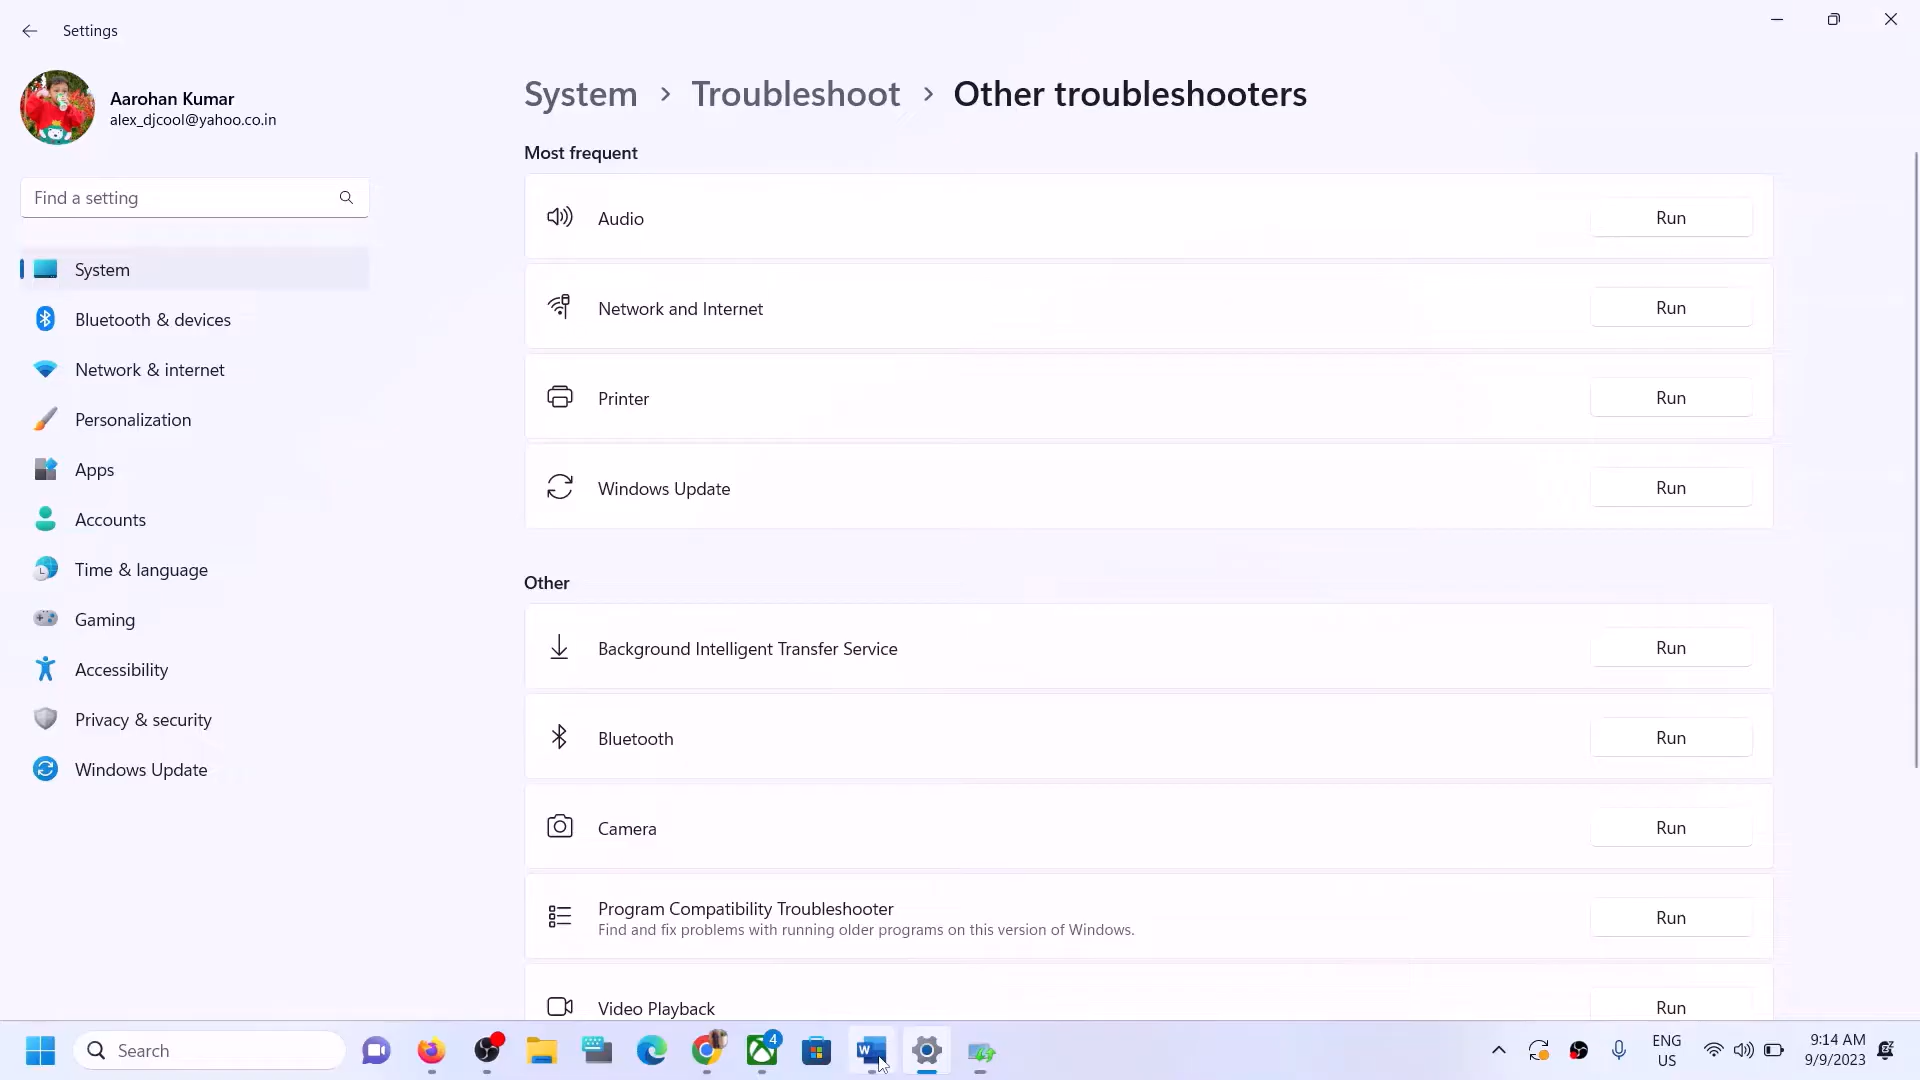 Settings
Aarohan Kumar
alex_djcool@yahoo.co.in
Find a setting
System
Bluetooth & devices
Network & internet
Personalization
Apps
Accounts
Time & language
Gaming
Accessibility
Privacy & security
Windows Update
System > Troubleshoot > Other troubleshooters
Most frequent
Audio Run
Network and Internet Run
Printer Run
Windows Update Run
Other
Background Intelligent Transfer Service Run
Bluetooth Run
Camera Run
Program Compatibility Troubleshooter Run
Find and fix problems with running older programs on this version of Windows.
Video Playback Run
Search
4
W
ENG
US
9:14 AM
9/9/2023